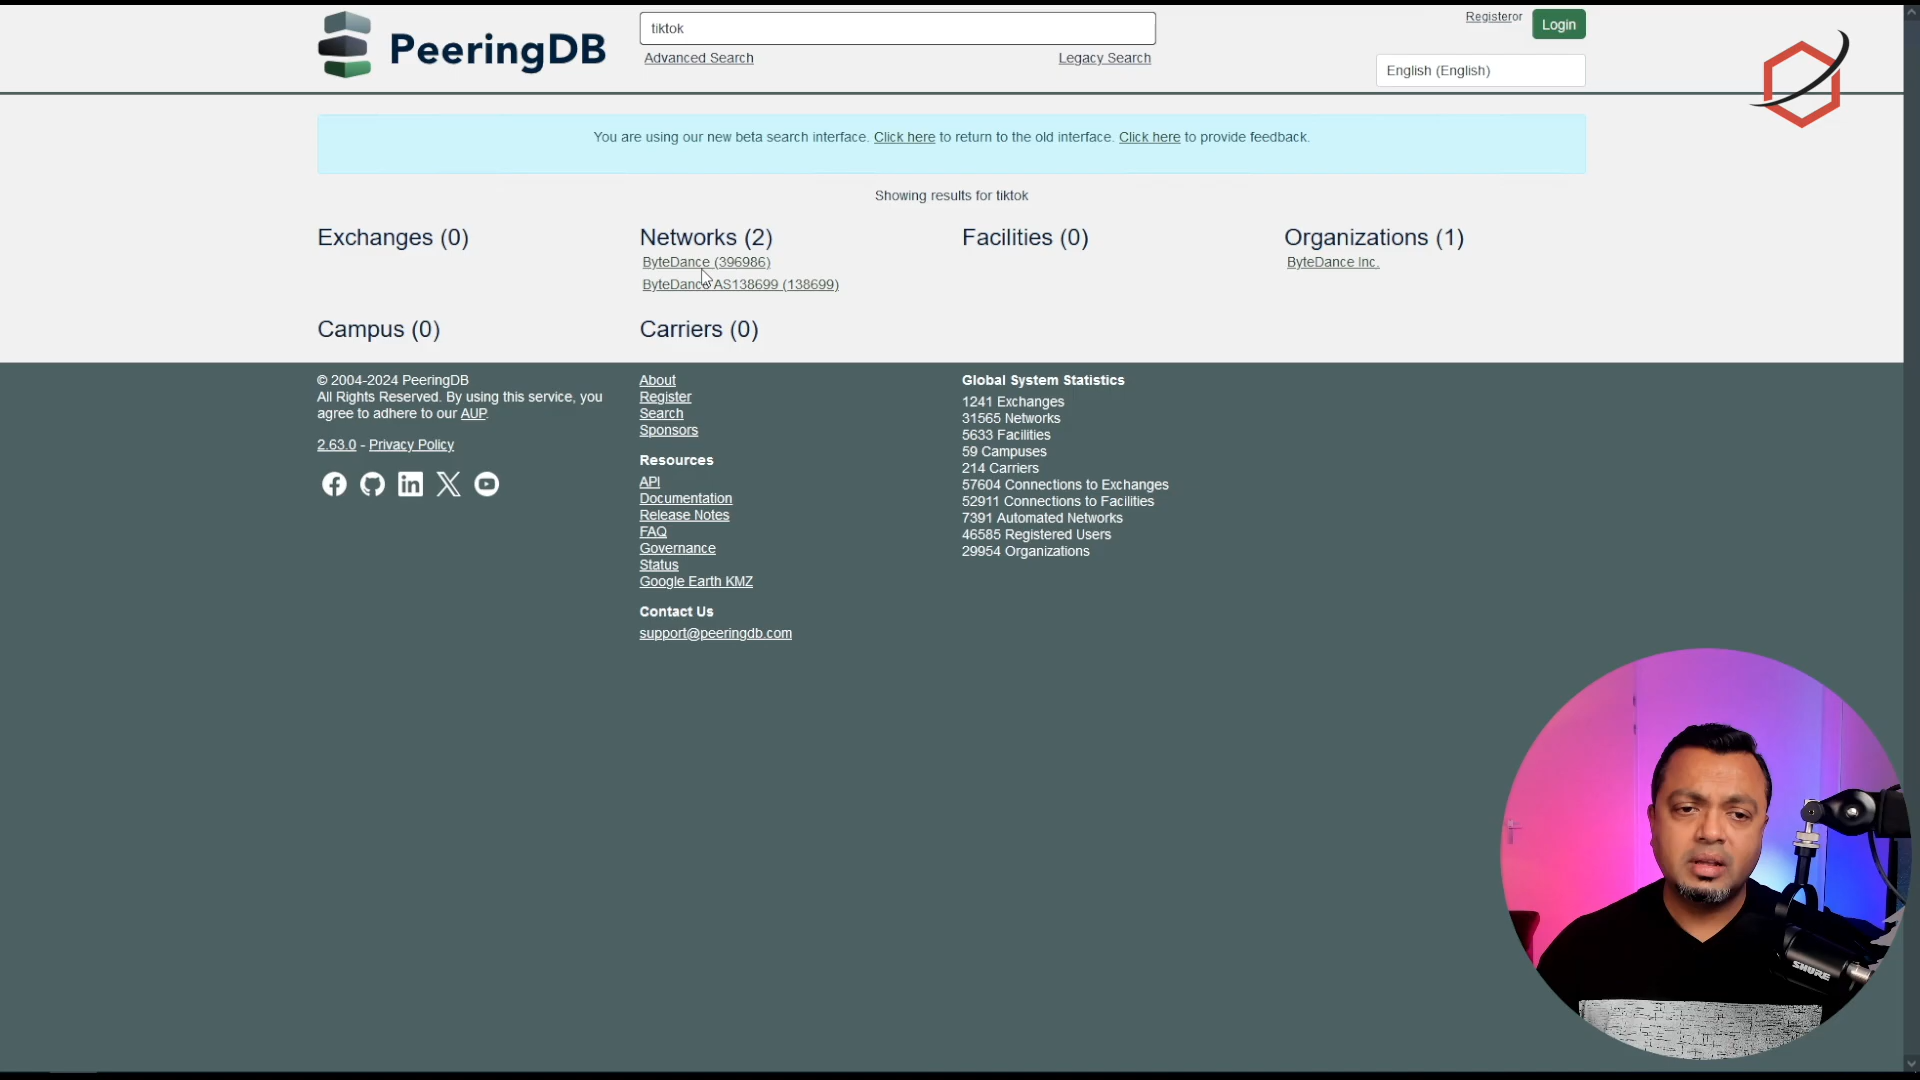 PeeringDB
tiktok
Advanced Search
Legacy Search
Register or
Login
English (English)
You are using our new beta search interface. Click here to return to the old interface. Click here to provide feedback.
Showing results for tiktok
Exchanges (0)
Networks (2)
ByteDance (396986)
ByteDance AS138699 (138699)
Facilities (0)
Organizations (1)
ByteDance Inc.
Campus (0)
Carriers (0)
© 2004-2024 PeeringDB
All Rights Reserved. By using this service, you
agree to adhere to our AUP.
2.63.0 - Privacy Policy
About
Register
Search
Sponsors
Resources
API
Documentation
Release Notes
FAQ
Governance
Status
Google Earth KMZ
Contact Us
support@peeringdb.com
Global System Statistics
1241 Exchanges
31565 Networks
5633 Facilities
59 Campuses
214 Carriers
57604 Connections to Exchanges
52911 Connections to Facilities
7391 Automated Networks
46585 Registered Users
29954 Organizations
SHURE